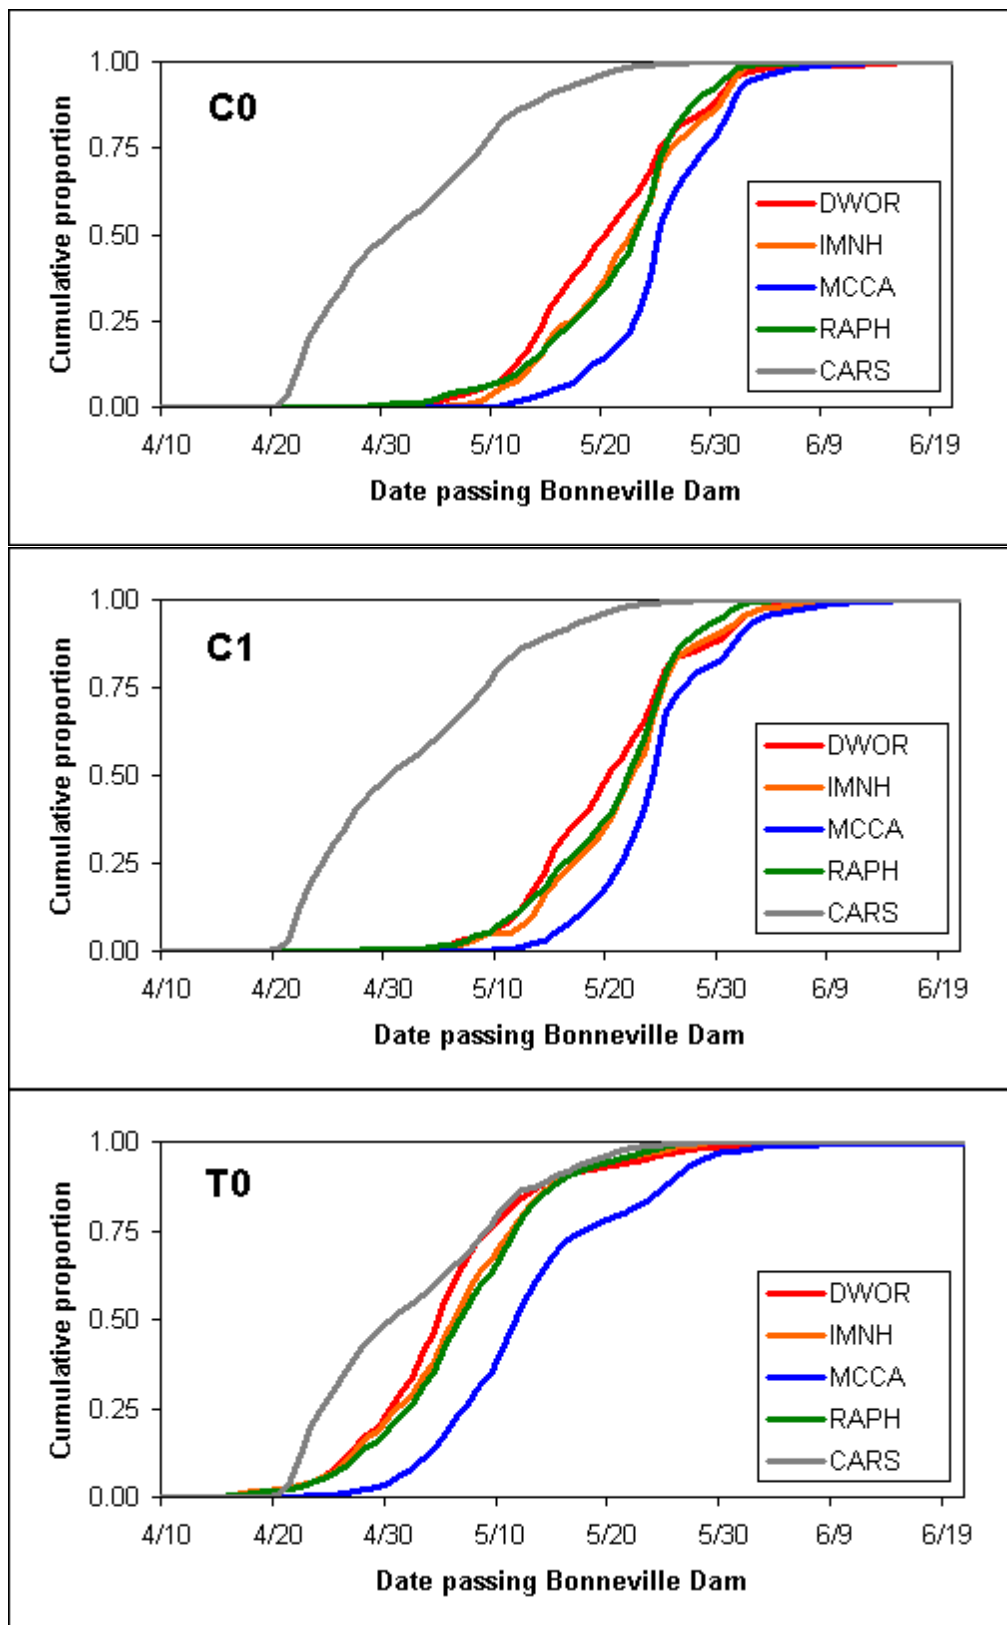 C0
Cumulative proportion
1.00
0.75
0.50
0.25
0.00
DWOR
IMNH
MCCA
RAPH
CARS
4/10 4/20 4/30 5/10 5/20 5/30 6/9 6/19
Date passing Bonneville Dam
C1
Cumulative proportion
1.00
0.75
0.50
0.25
0.00
DWOR
IMNH
MCCA
RAPH
CARS
4/10 4/20 4/30 5/10 5/20 5/30 6/9 6/19
Date passing Bonneville Dam
T0
Cumulative proportion
1.00
0.75
0.50
0.25
0.00
DWOR
IMNH
MCCA
RAPH
CARS
4/10 4/20 4/30 5/10 5/20 5/30 6/9 6/19
Date passing Bonneville Dam